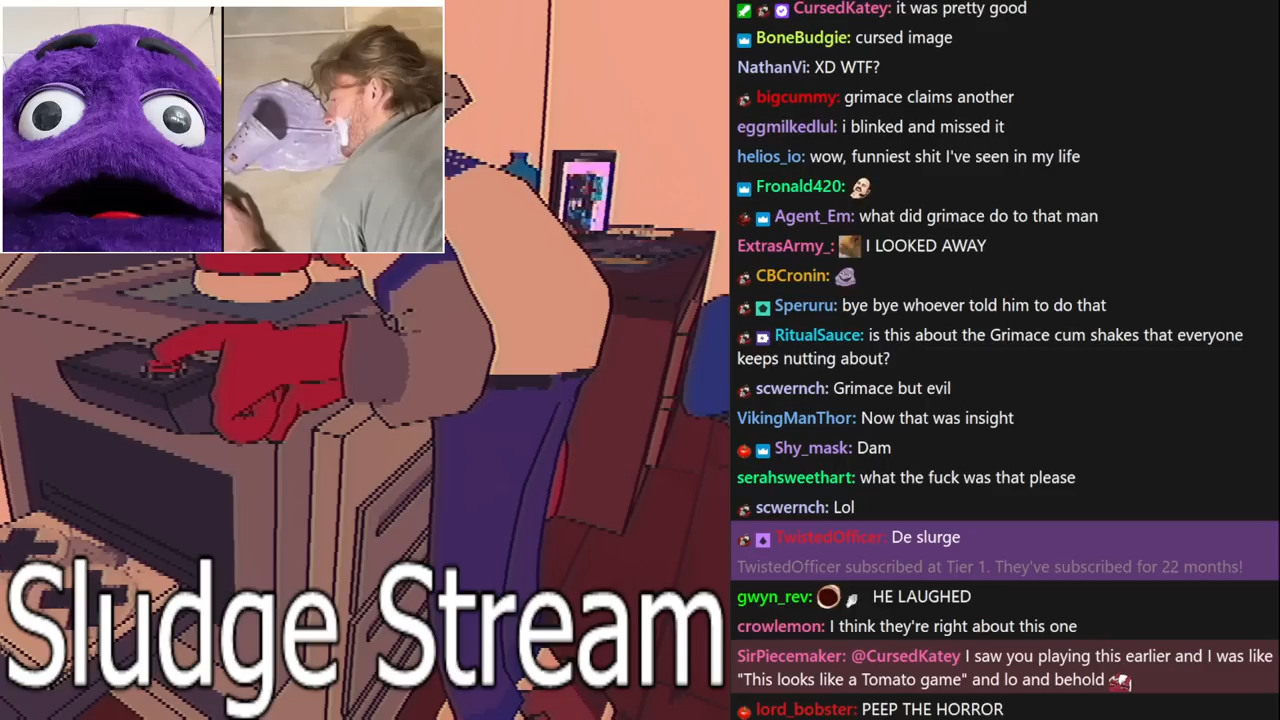 CursedKatey: it was pretty good
BoneBudgie: cursed image
NathanVi: XD WTF?
bigcummy: grimace claims another
eggmilkedlul: i blinked and missed it
helios_io: wow, funniest shit I've seen in my life
Fronald420:
Agent_Em: what did grimace do to that man
ExtrasArmy_: I LOOKED AWAY
CBCronin:
Speruru: bye bye whoever told him to do that
RitualSauce: is this about the Grimace cum shakes that everyone
keeps nutting about?
scwernch: Grimace but evil
VikingManThor: Now that was insight
Shy_mask: Dam
serahsweethart: what the fuck was that please
scwernch: Lol
TwistedOfficer: De slurge
TwistedOfficer subscribed at Tier 1. They've subscribed for 22 months!
gwyn_rev: HE LAUGHED
crowlemon: I think they're right about this one
SirPiecemaker: @CursedKatey I saw you playing this earlier and I was like
"This looks like a Tomato game" and lo and behold
lord_bobster: PEEP THE HORROR
Sludge Stream